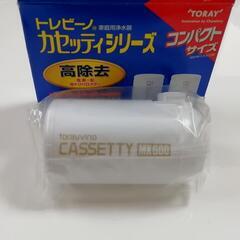 トレビーノ 家庭用浄水器
TORAY
カセッティシリーズ
コンパクト
サイズ
高除去
torayvino
CASSETTY MX600